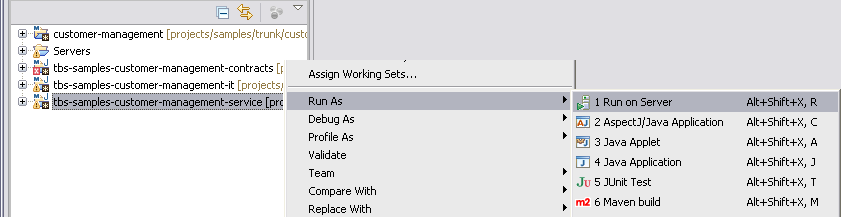 customer-management [projects/samples/trunk/custo
Servers
tbs-samples-customer-management-contracts [p
tbs-samples-customer-management-it [projects/
tbs-samples-customer-management-service [pro
Assign Working Sets...
Run As
Debug As
Profile As
Validate
Team
Compare With
Replace With
1 Run on Server Alt+Shift+X, R
2 AspectJ/Java Application Alt+Shift+X, C
3 Java Applet Alt+Shift+X, A
4 Java Application Alt+Shift+X, J
Ju 5 JUnit Test Alt+Shift+X, T
m2 6 Maven build Alt+Shift+X, M